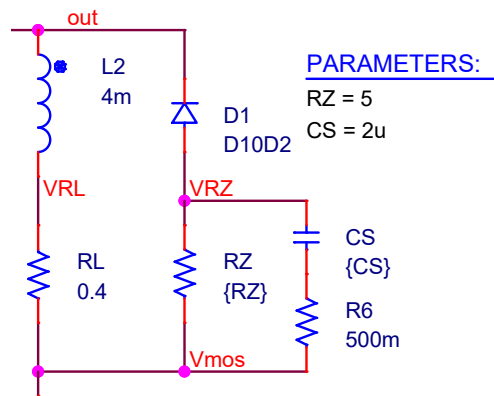 out
L2
4m
PARAMETERS:
RZ = 5
CS = 2u
D1
D10D2
VRL
VRZ
RL
0.4
RZ
{RZ}
CS
{CS}
R6
500m
Vmos